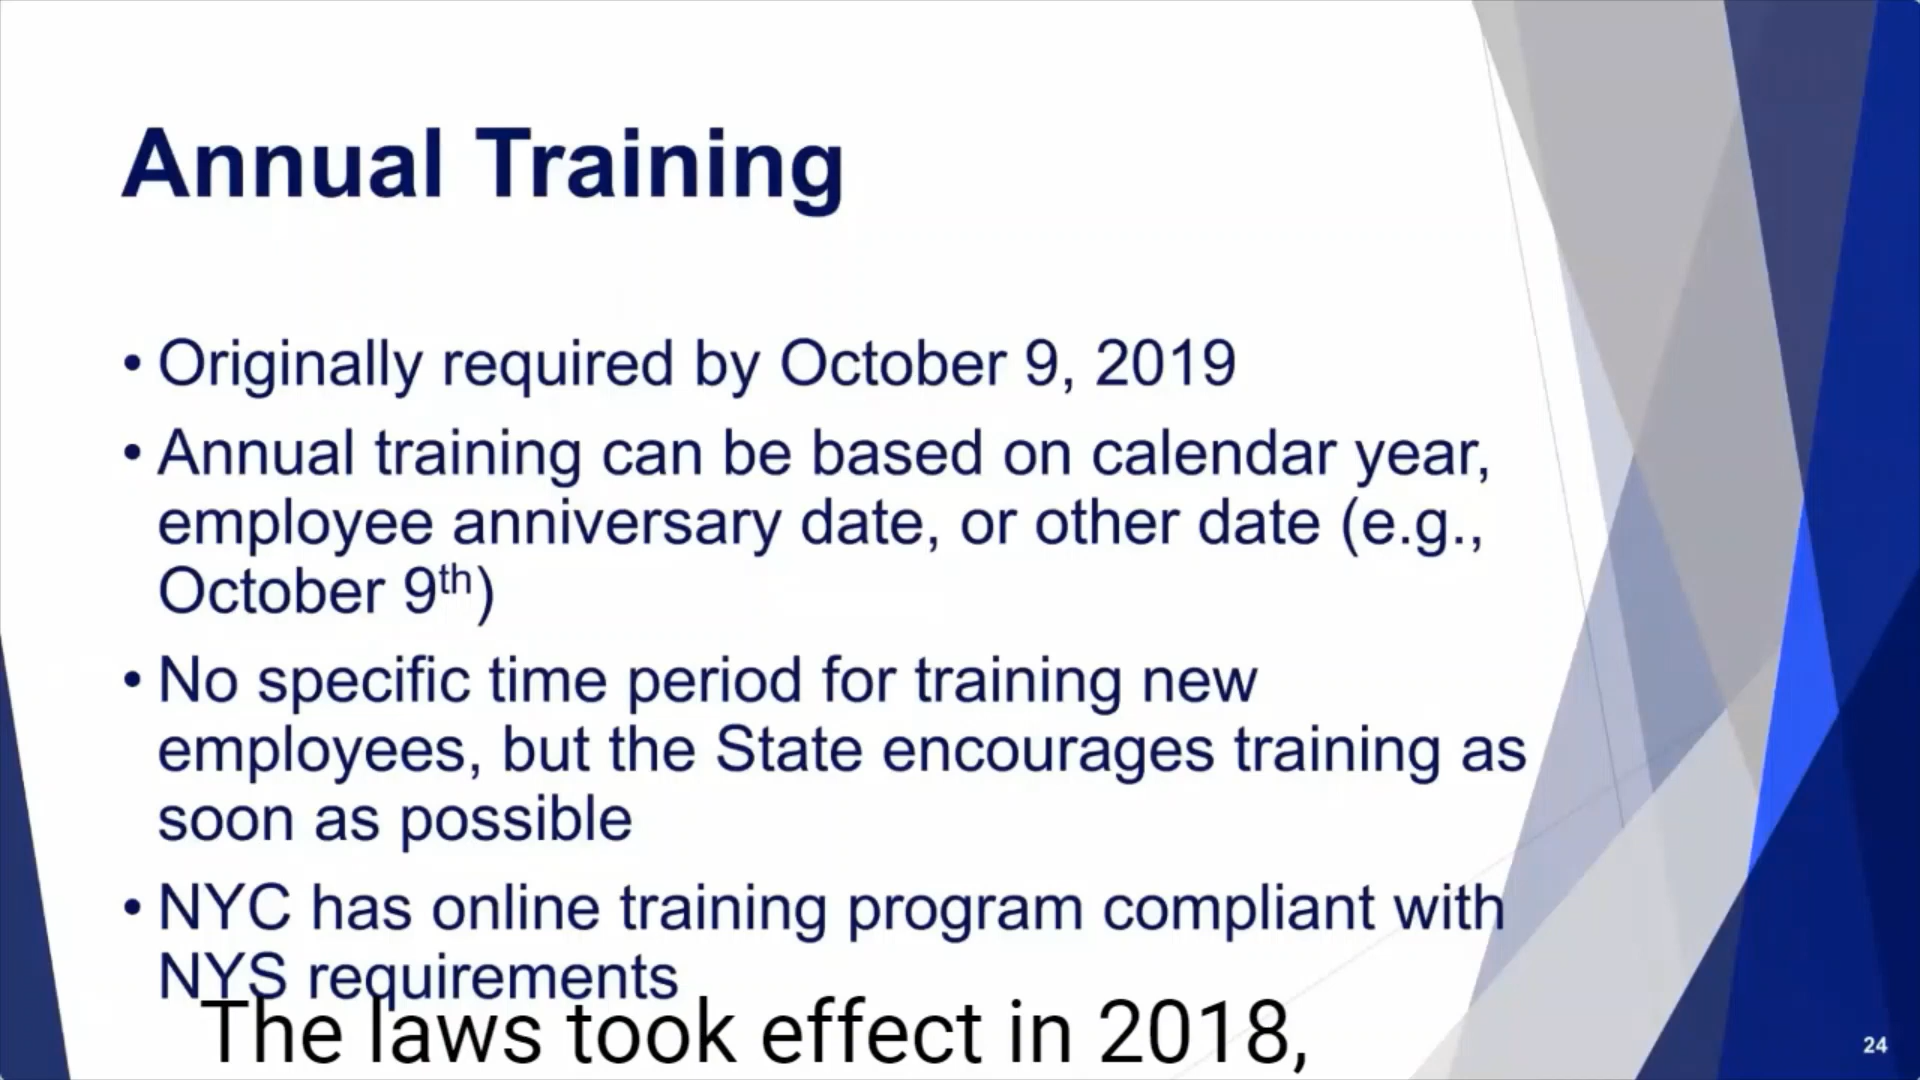 Annual Training
• Originally required by October 9, 2019
• Annual training can be based on calendar year,
employee anniversary date, or other date (e.g.,
October 9th)
• No specific time period for training new
employees, but the State encourages training as
soon as possible
• NYC has online training program compliant with
NYS requirements
The laws took effect in 2018,
24